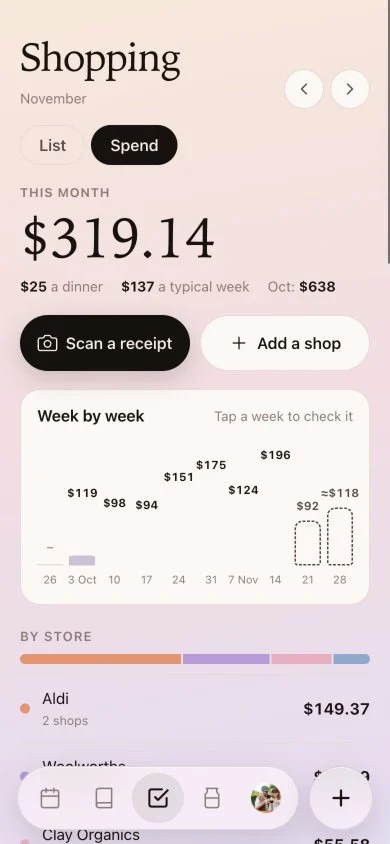 Shopping
November
List
Spend
THIS MONTH
$319.14
$25 a dinner $137 a typical week Oct: $638
Scan a receipt
Add a shop
Week by week
Tap a week to check it
–
$119
$98
$94
$151
$175
$124
$196
$92
≈$118
26 3 Oct 10 17 24 31 7 Nov 14 21 28
BY STORE
Aldi
$149.37
2 shops
Woolworths
Clay Organics
$55.58